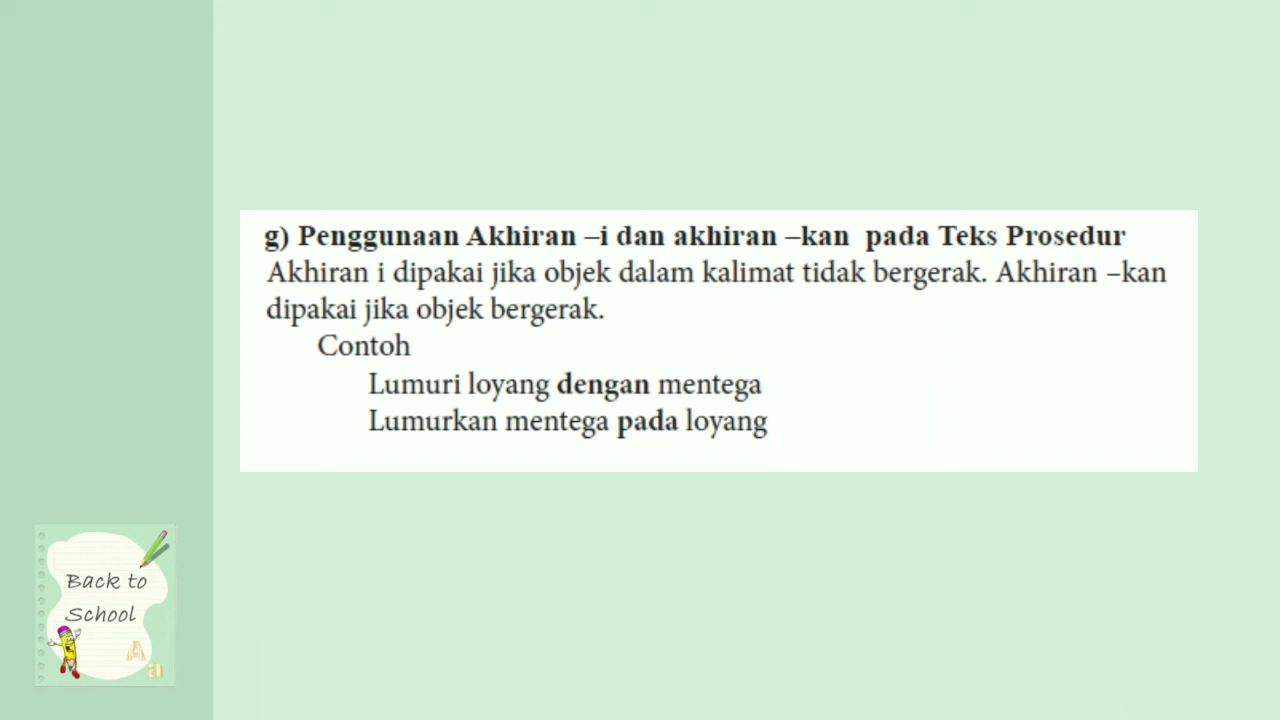 g) Penggunaan Akhiran –i dan akhiran –kan pada Teks Prosedur
Akhiran i dipakai jika objek dalam kalimat tidak bergerak. Akhiran –kan
dipakai jika objek bergerak.
Contoh
Lumuri loyang dengan mentega
Lumurkan mentega pada loyang
Back to
School
A
a